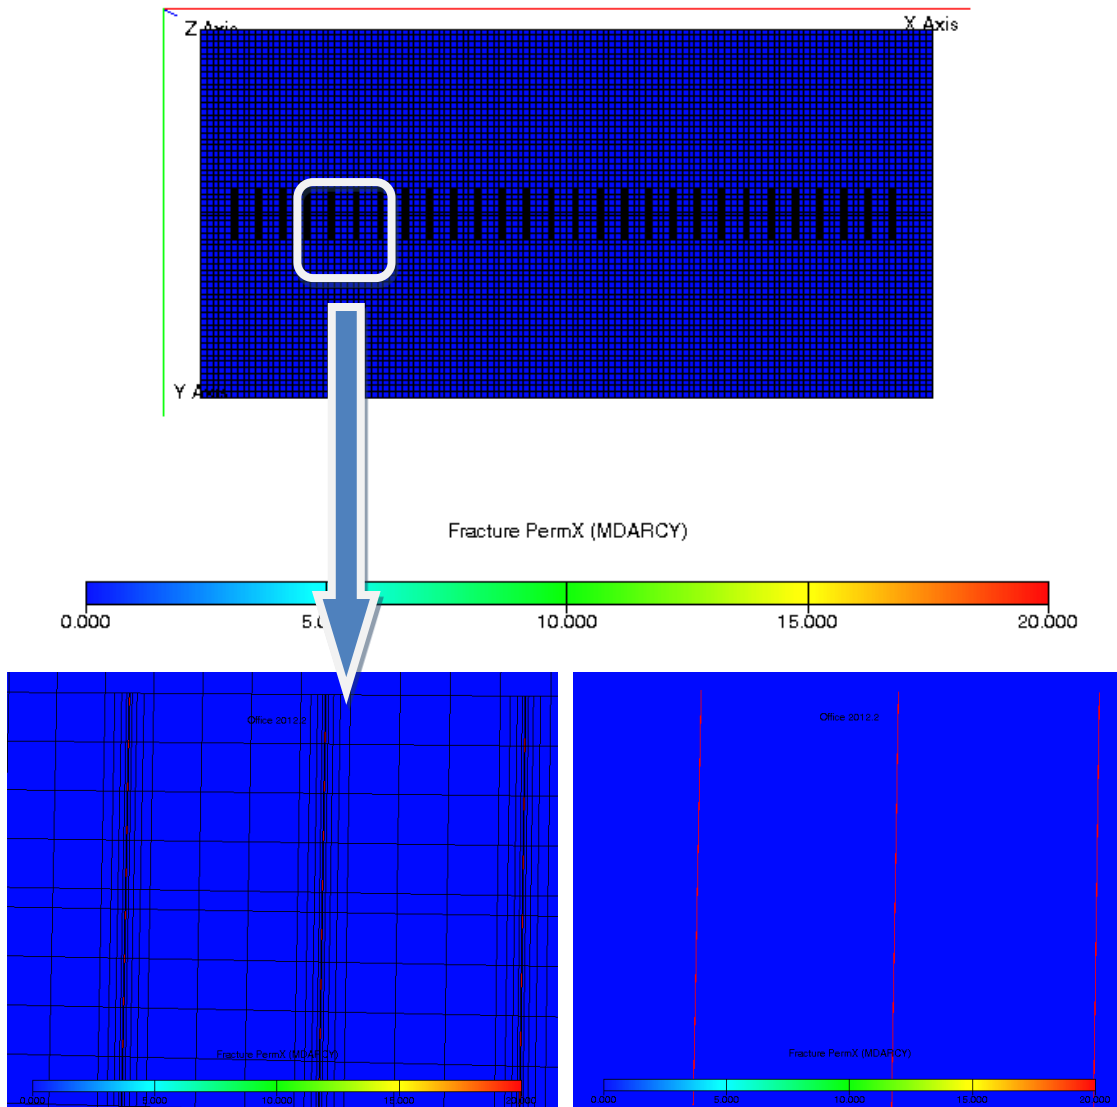 Z Axis
X Axis
Y Axis
Fracture PermX (MDARCY)
0.000 10.000 15.000 20.000
Office 2012.2
Fracture PermX (MDARCY)
0.000 5.000 10.000 15.000 20.000
Office 2012.2
Fracture PermX (MDARCY)
0.000 5.000 10.000 15.000 20.000